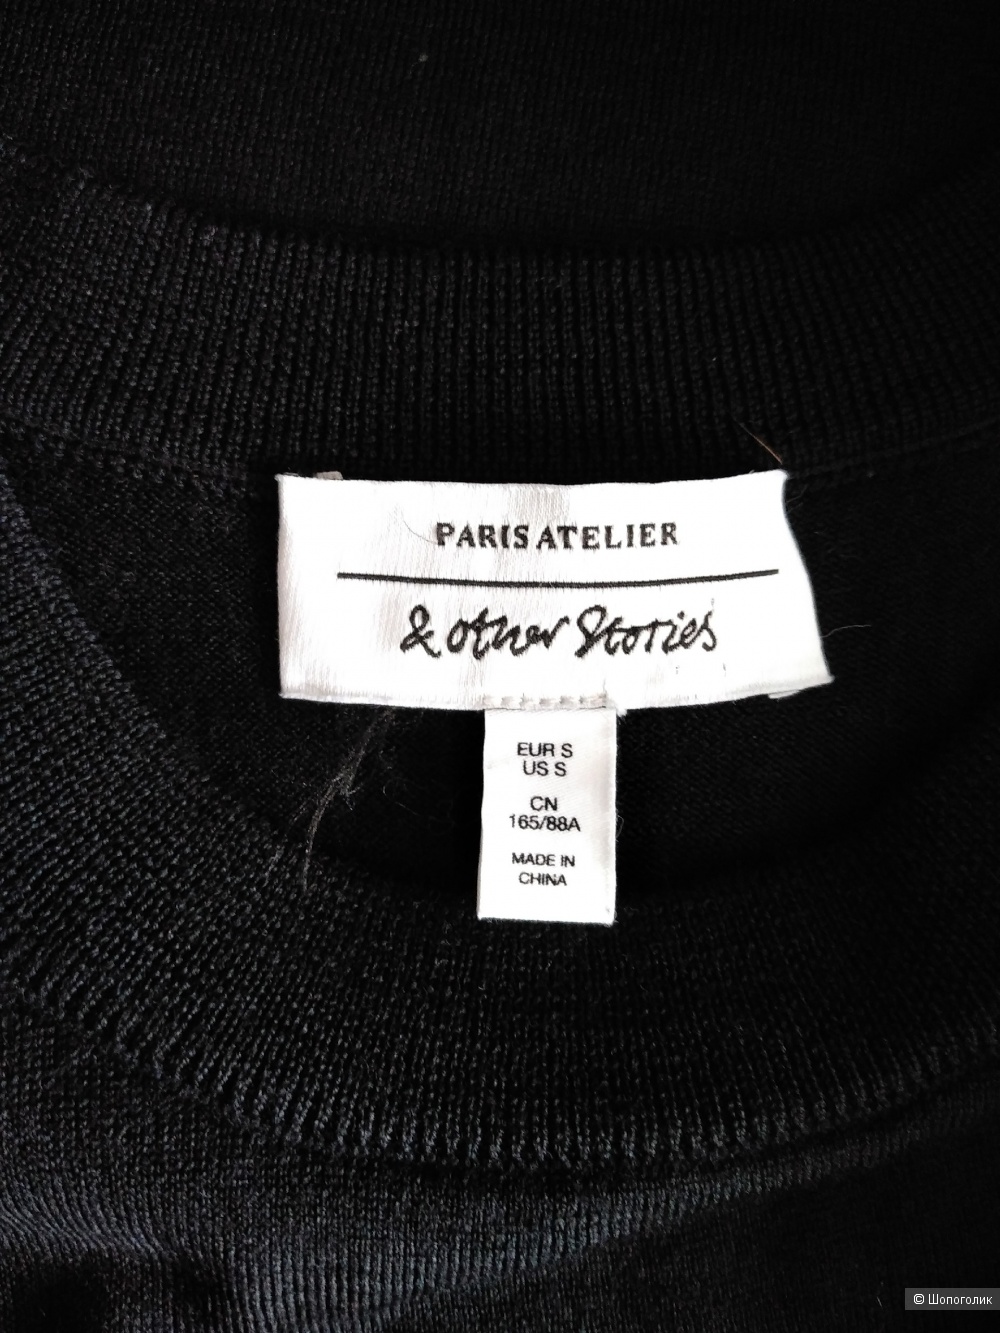 PARIS ATELIER
& other Stories
EUR S
US S
CN
165/88A
MADE IN
CHINA
© Шопоголик